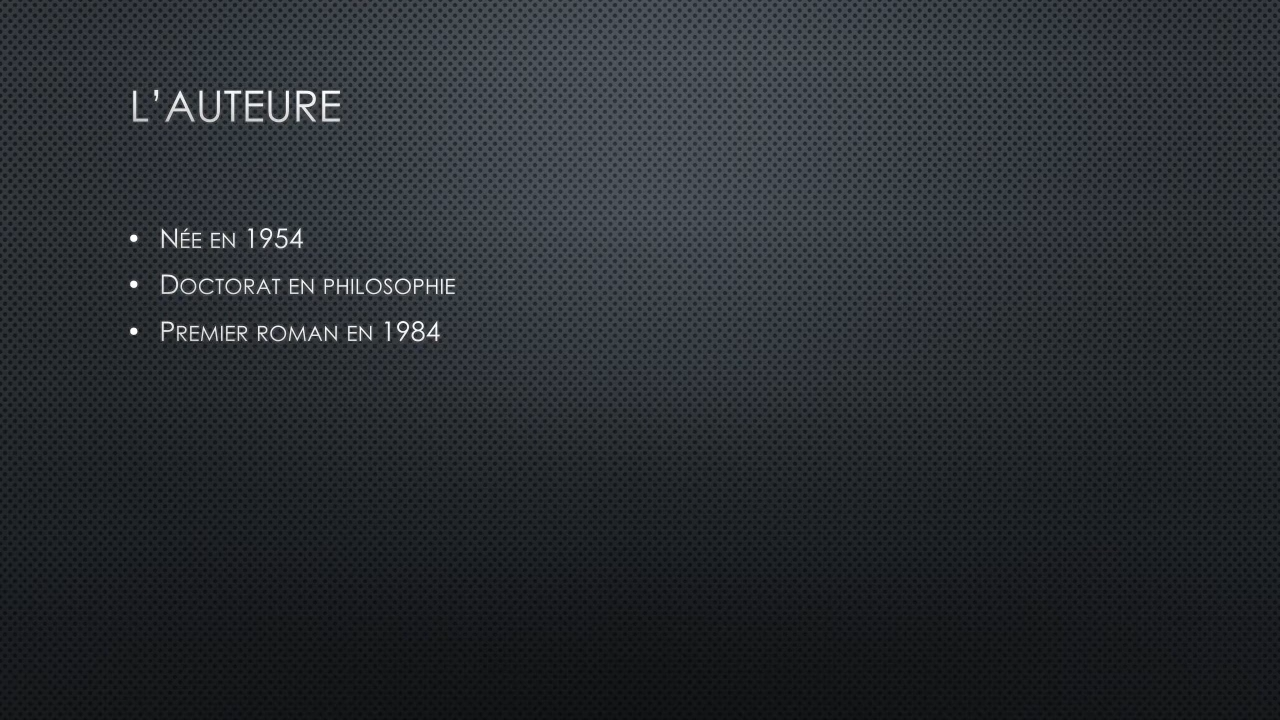 L’AUTEURE
• Née en 1954
• Doctorat en philosophie
• Premier roman en 1984